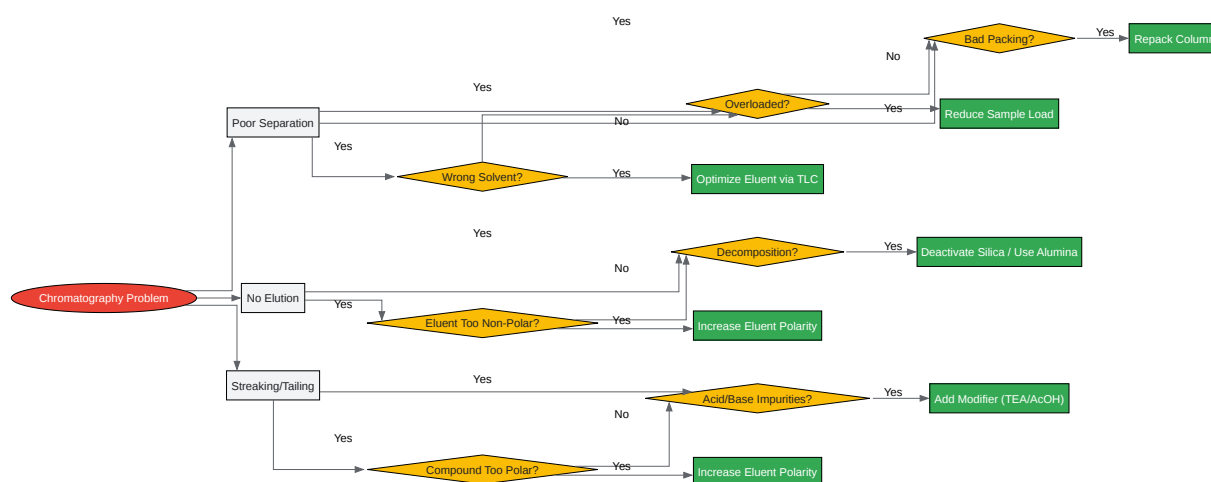 Yes
Bad Packing?
Yes
Repack Column
No
Yes
Overloaded?
Yes
Reduce Sample Load
Poor Separation
No
Yes
Wrong Solvent?
Yes
Optimize Eluent via TLC
Yes
Decomposition?
Yes
Deactivate Silica / Use Alumina
No
Chromatography Problem
No Elution
Yes
Eluent Too Non-Polar?
Yes
Increase Eluent Polarity
Streaking/Tailing
Yes
Acid/Base Impurities?
Yes
Add Modifier (TEA/AcOH)
No
Yes
Compound Too Polar?
Yes
Increase Eluent Polarity